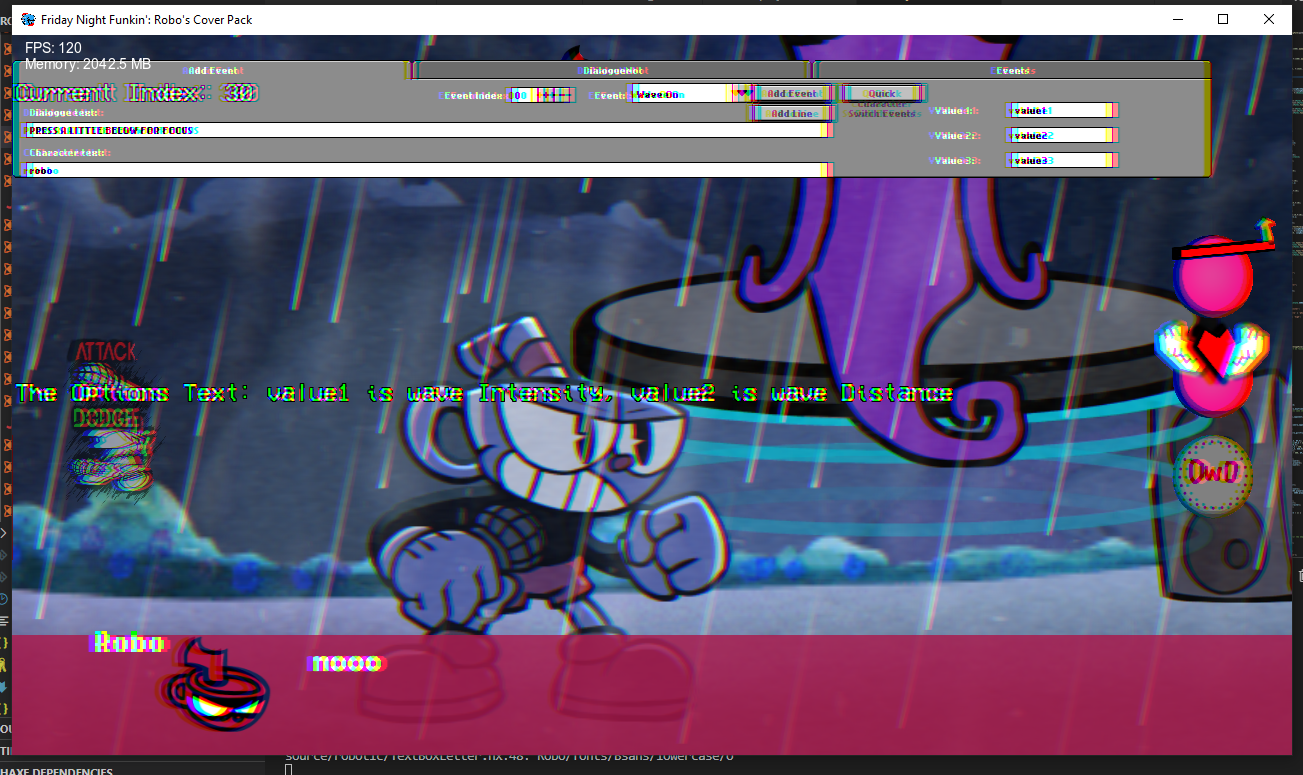 Friday Night Funkin': Robo's Cover Pack
FPS: 120
Memory: 2042.5 MB
Add Event
DialogueNot
Events
Current Index: 30
Event Index:
Event:
Wave On
Add Event
Quick
Character
Switch Events
Value 1:
value1
Dialogue text:
Add Line
PRESS A LITTLE BELOW FOR FOCUS
Value 2:
value2
Character text:
Value 3:
value3
robo
ATTACK
The Options Text: value1 is wave Intensity, value2 is wave Distance
DODGE
OwO
Robo
nooo
source/robotic/TextBoxLetter.hx:48: Robo/fonts/Bsans/lowercase/o
HAXE DEPENDENCIES